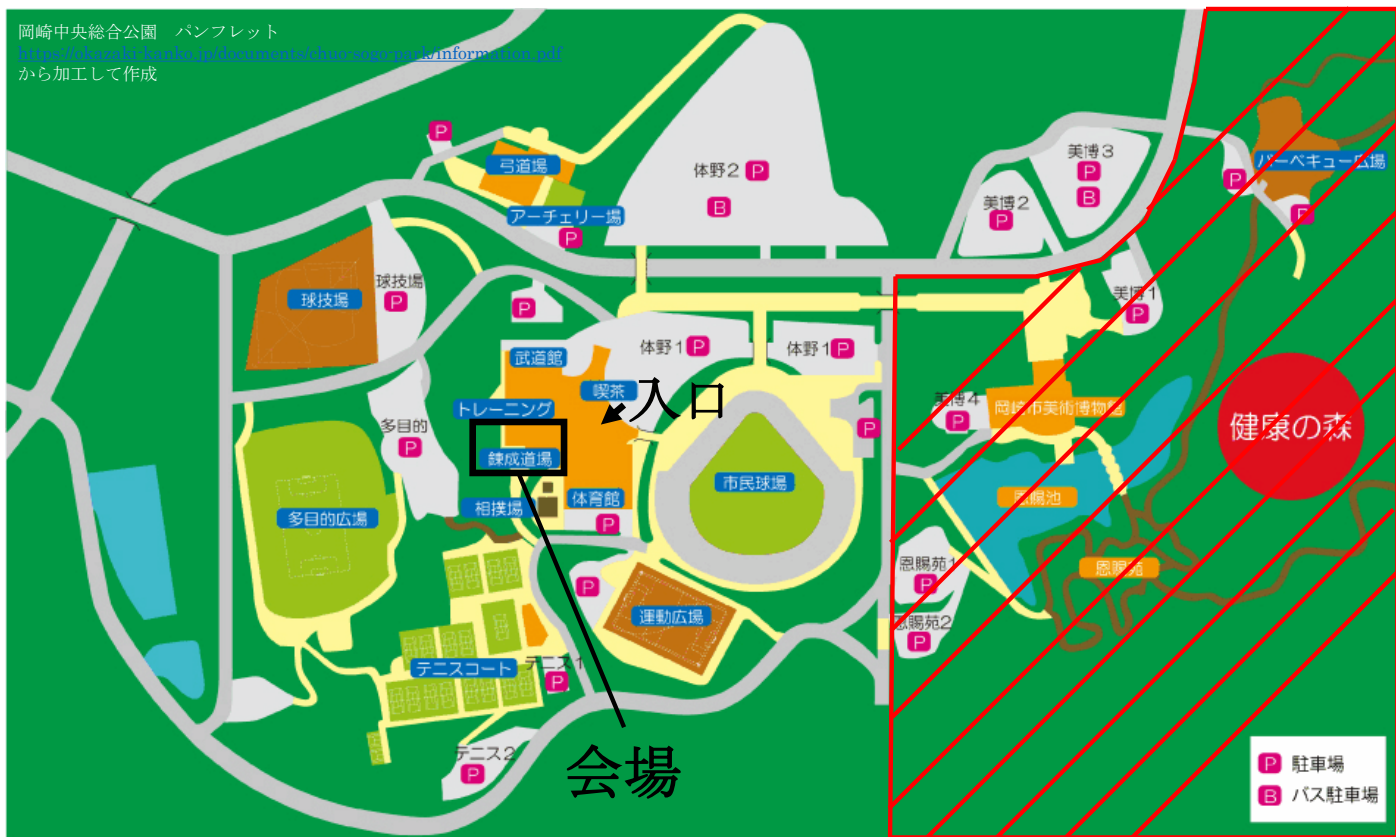 岡崎中央総合公園　パンフレット
https://okazaki-kanko.jp/documents/chuo-sogo-park/information.pdf
から加工して作成
P
弓道場
体野2 P
B
美博3
P
B
バーベキュー広場
P
P
美博2
P
アーチェリー場
P
球技場
球技場
P
P
美博1
P
武道館
体野1 P
体野1 P
喫茶
入口
トレーニング
多目的
P
美博4
P
岡崎市美術博物館
健康の森
P
錬成道場
市民球場
相撲場
体育館
P
恩賜池
多目的広場
恩賜苑1
P
恩賜苑
P
運動広場
恩賜苑2
P
テニスコート
テニス1
P
テニス2
P
会場
P 駐車場
B バス駐車場